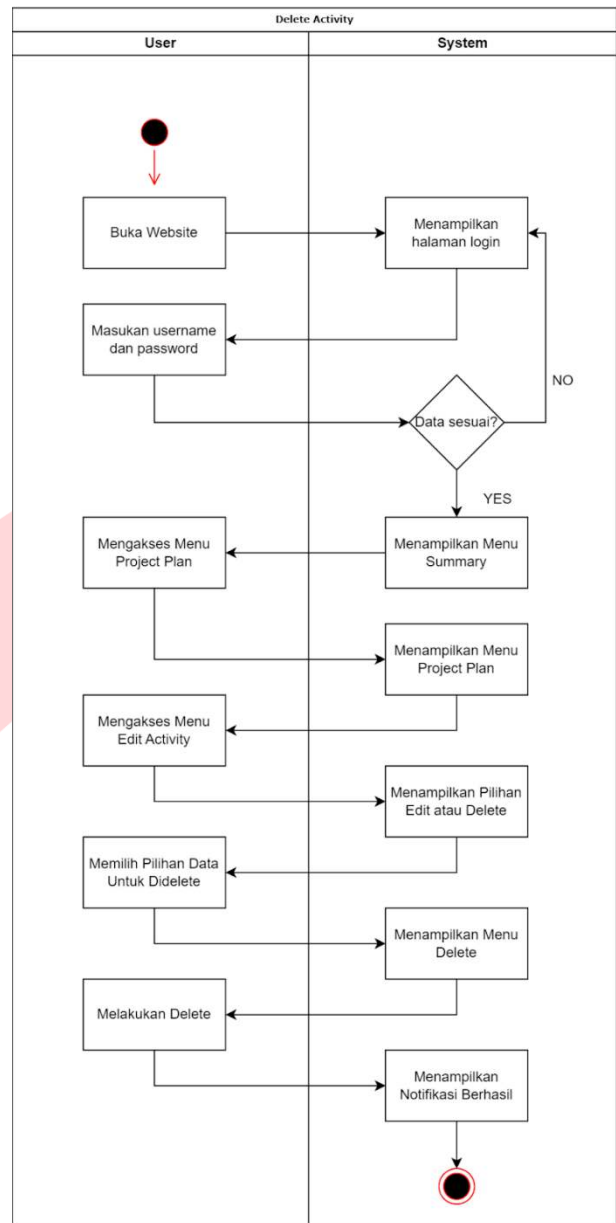 Delete Activity
User
System
Buka Website
Menampilkan
halaman login
Masukan username
dan password
Data sesuai?
NO
YES
Menampilkan Menu
Summary
Mengakses Menu
Project Plan
Menampilkan Menu
Project Plan
Mengakses Menu
Edit Activity
Menampilkan Pilihan
Edit atau Delete
Memilih Pilihan Data
Untuk Didelete
Menampilkan Menu
Delete
Melakukan Delete
Menampilkan
Notifikasi Berhasil